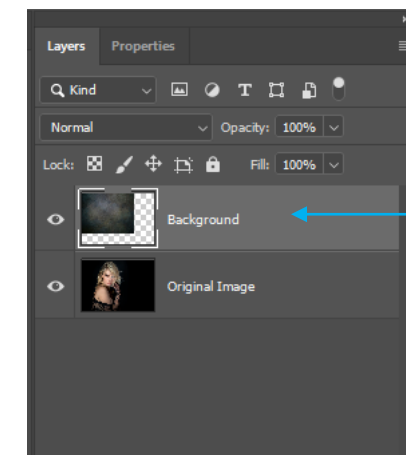 Layers Properties
Kind T
Normal Opacity: 100%
Lock: Fill: 100%
Background
Original Image